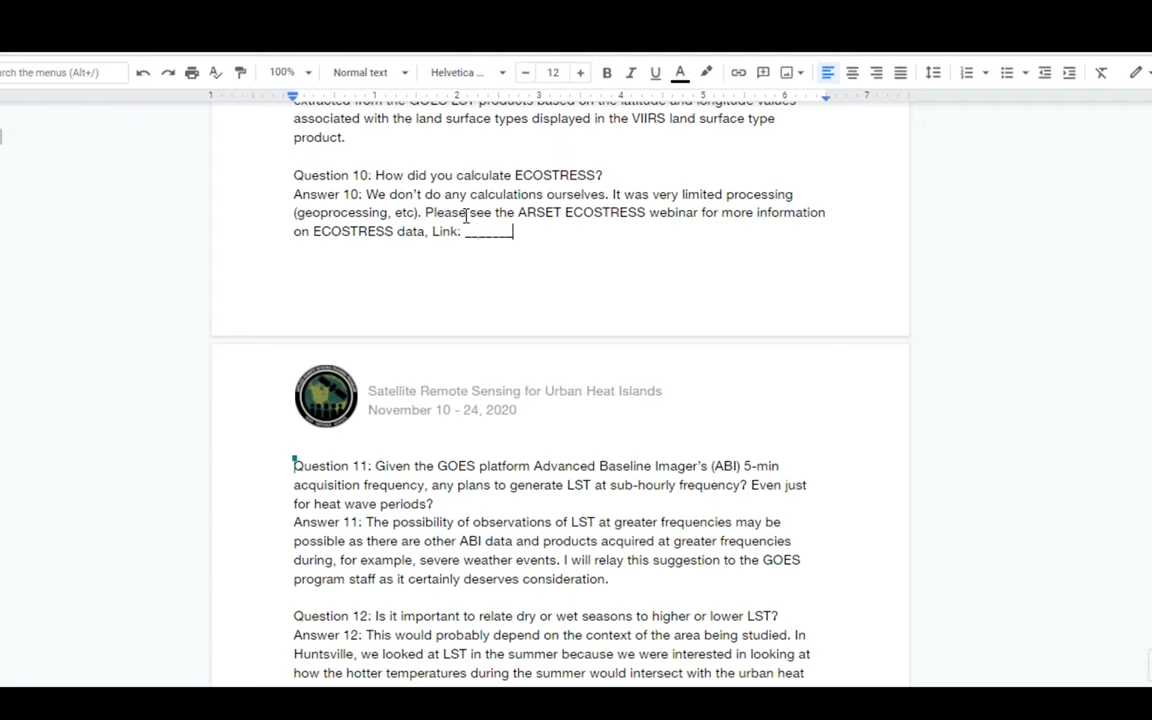 rch the menus (Alt+/) 100% Normal text Helvetica ... 12 B I U A
1 1 2 3 4 5 6 7
extracted from the GOES LST products based on the latitude and longitude values
associated with the land surface types displayed in the VIIRS land surface type
product.
Question 10: How did you calculate ECOSTRESS?
Answer 10: We don't do any calculations ourselves. It was very limited processing
(geoprocessing, etc). Please see the ARSET ECOSTRESS webinar for more information
on ECOSTRESS data, Link: _______
Satellite Remote Sensing for Urban Heat Islands
November 10 - 24, 2020
Question 11: Given the GOES platform Advanced Baseline Imager's (ABI) 5-min
acquisition frequency, any plans to generate LST at sub-hourly frequency? Even just
for heat wave periods?
Answer 11: The possibility of observations of LST at greater frequencies may be
possible as there are other ABI data and products acquired at greater frequencies
during, for example, severe weather events. I will relay this suggestion to the GOES
program staff as it certainly deserves consideration.
Question 12: Is it important to relate dry or wet seasons to higher or lower LST?
Answer 12: This would probably depend on the context of the area being studied. In
Huntsville, we looked at LST in the summer because we were interested in looking at
how the hotter temperatures during the summer would intersect with the urban heat